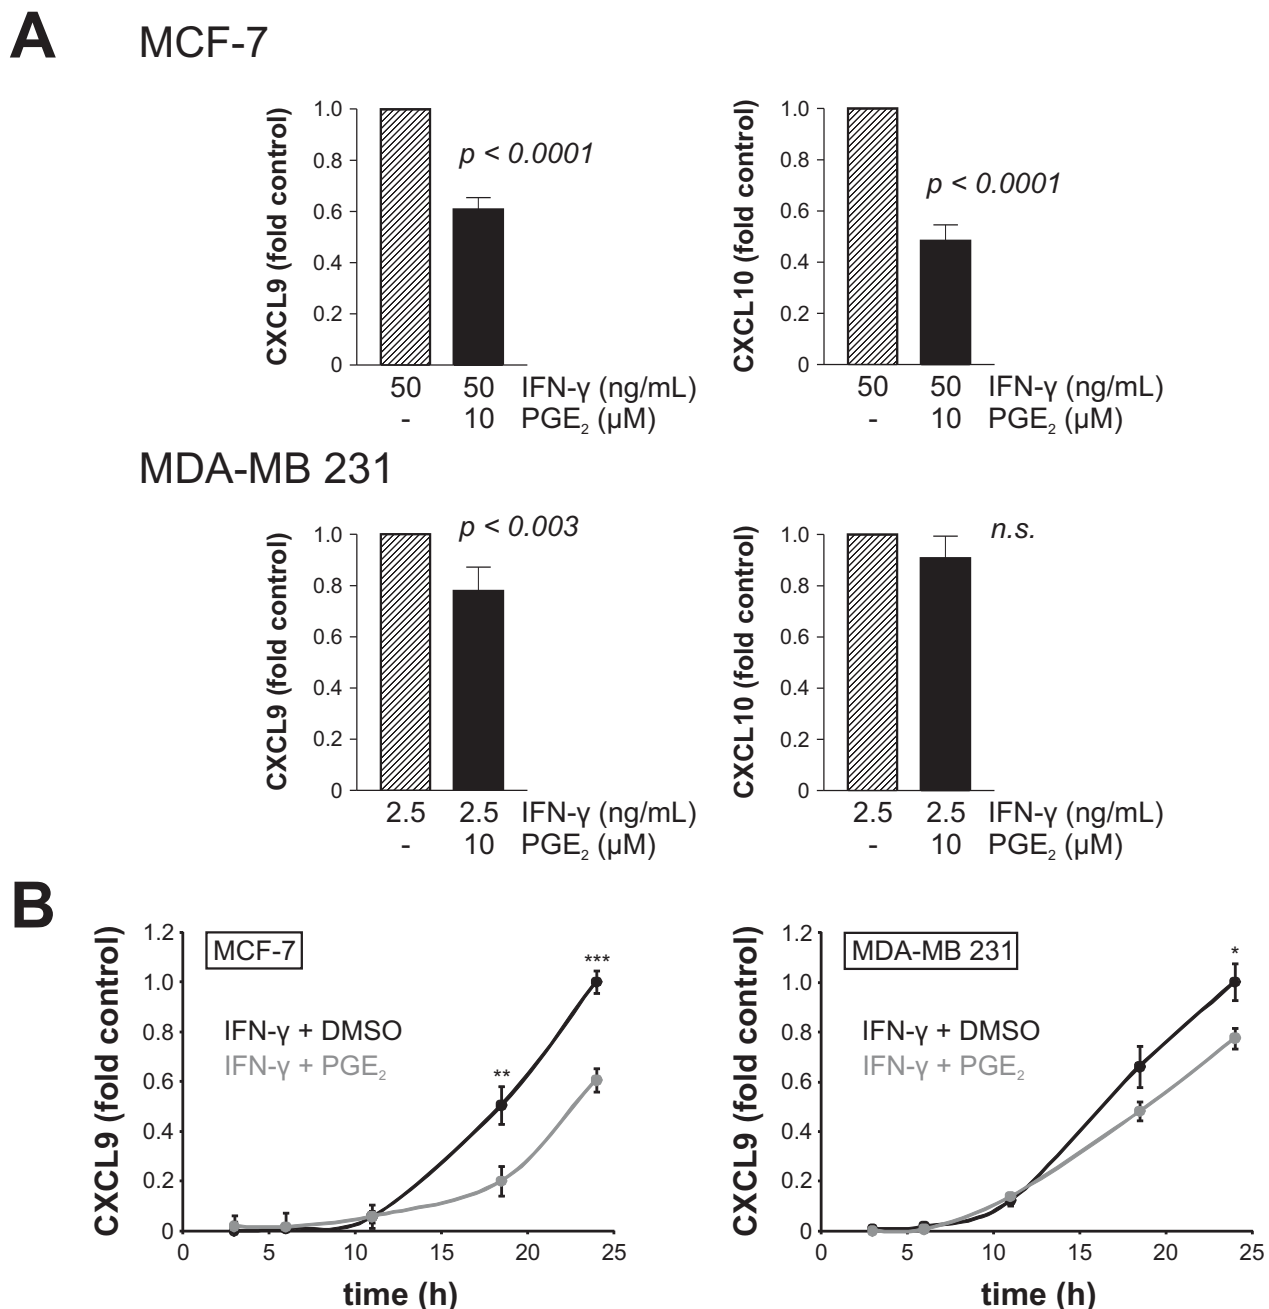 A
MCF-7
CXCL9 (fold control)
1.0
0.8
0.6
0.4
0.2
0
p < 0.0001
50 50 IFN-γ (ng/mL)
- 10 PGE₂ (µM)
CXCL10 (fold control)
1.0
0.8
0.6
0.4
0.2
0
p < 0.0001
50 50 IFN-γ (ng/mL)
- 10 PGE₂ (µM)
MDA-MB 231
CXCL9 (fold control)
1.0
0.8
0.6
0.4
0.2
0
p < 0.003
2.5 2.5 IFN-γ (ng/mL)
- 10 PGE₂ (µM)
CXCL10 (fold control)
1.0
0.8
0.6
0.4
0.2
0
n.s.
2.5 2.5 IFN-γ (ng/mL)
- 10 PGE₂ (µM)
B
CXCL9 (fold control)
1.2
1.0
0.8
0.6
0.4
0.2
0
MCF-7
IFN-γ + DMSO
IFN-γ + PGE₂
**
***
0 5 10 15 20 25
time (h)
CXCL9 (fold control)
1.2
1.0
0.8
0.6
0.4
0.2
0
MDA-MB 231
IFN-γ + DMSO
IFN-γ + PGE₂
*
0 5 10 15 20 25
time (h)